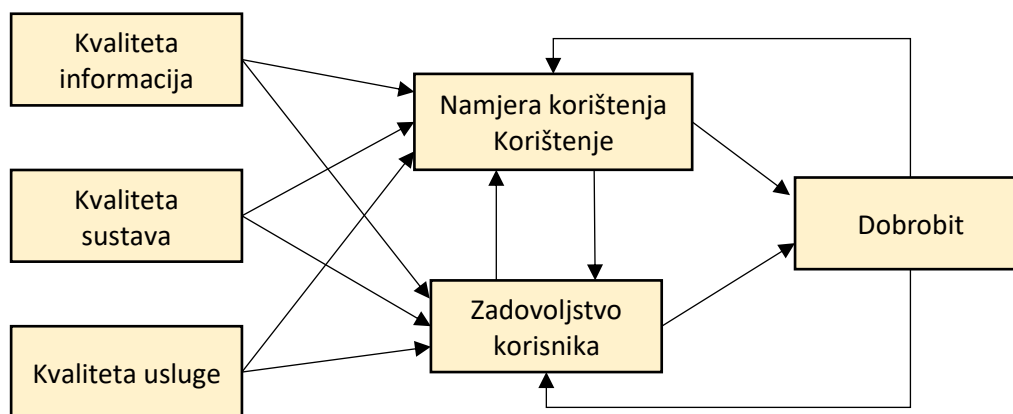 Kvaliteta
informacija
Namjera korištenja
Korištenje
Kvaliteta
sustava
Dobrobit
Zadovoljstvo
korisnika
Kvaliteta usluge